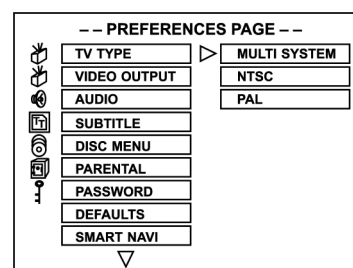 -- PREFERENCES PAGE --
TV TYPE
VIDEO OUTPUT
AUDIO
SUBTITLE
DISC MENU
PARENTAL
PASSWORD
DEFAULTS
SMART NAVI
MULTI SYSTEM
NTSC
PAL